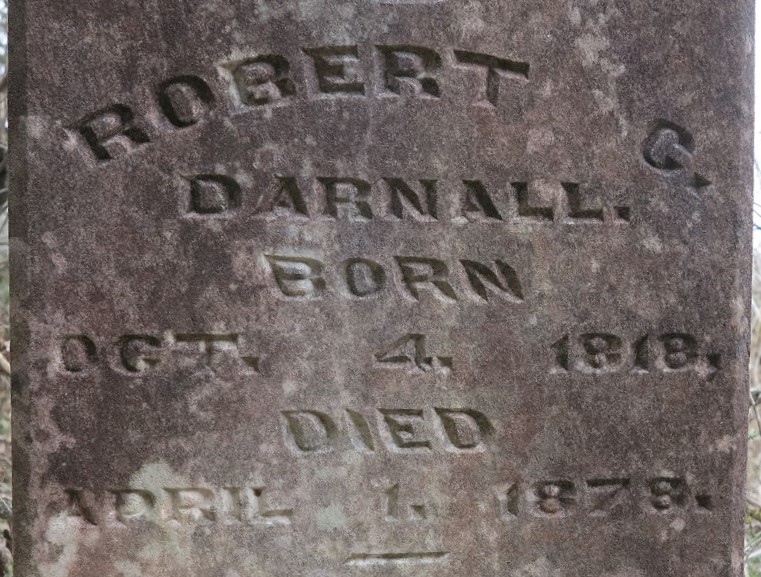 ROBERT C.
DARNALL.
BORN
OCT. 4. 1818.
DIED
APRIL 1. 1878.